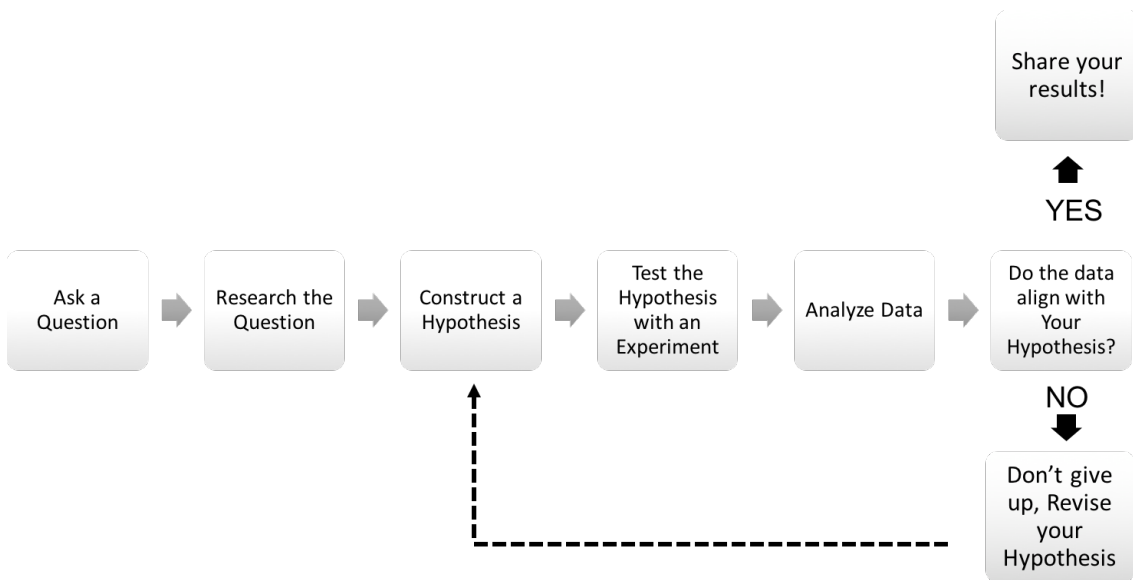 Share your
results!
YES
Ask a
Question
Research the
Question
Construct a
Hypothesis
Test the
Hypothesis
with an
Experiment
Analyze Data
Do the data
align with
Your
Hypothesis?
NO
Don’t give
up, Revise
your
Hypothesis